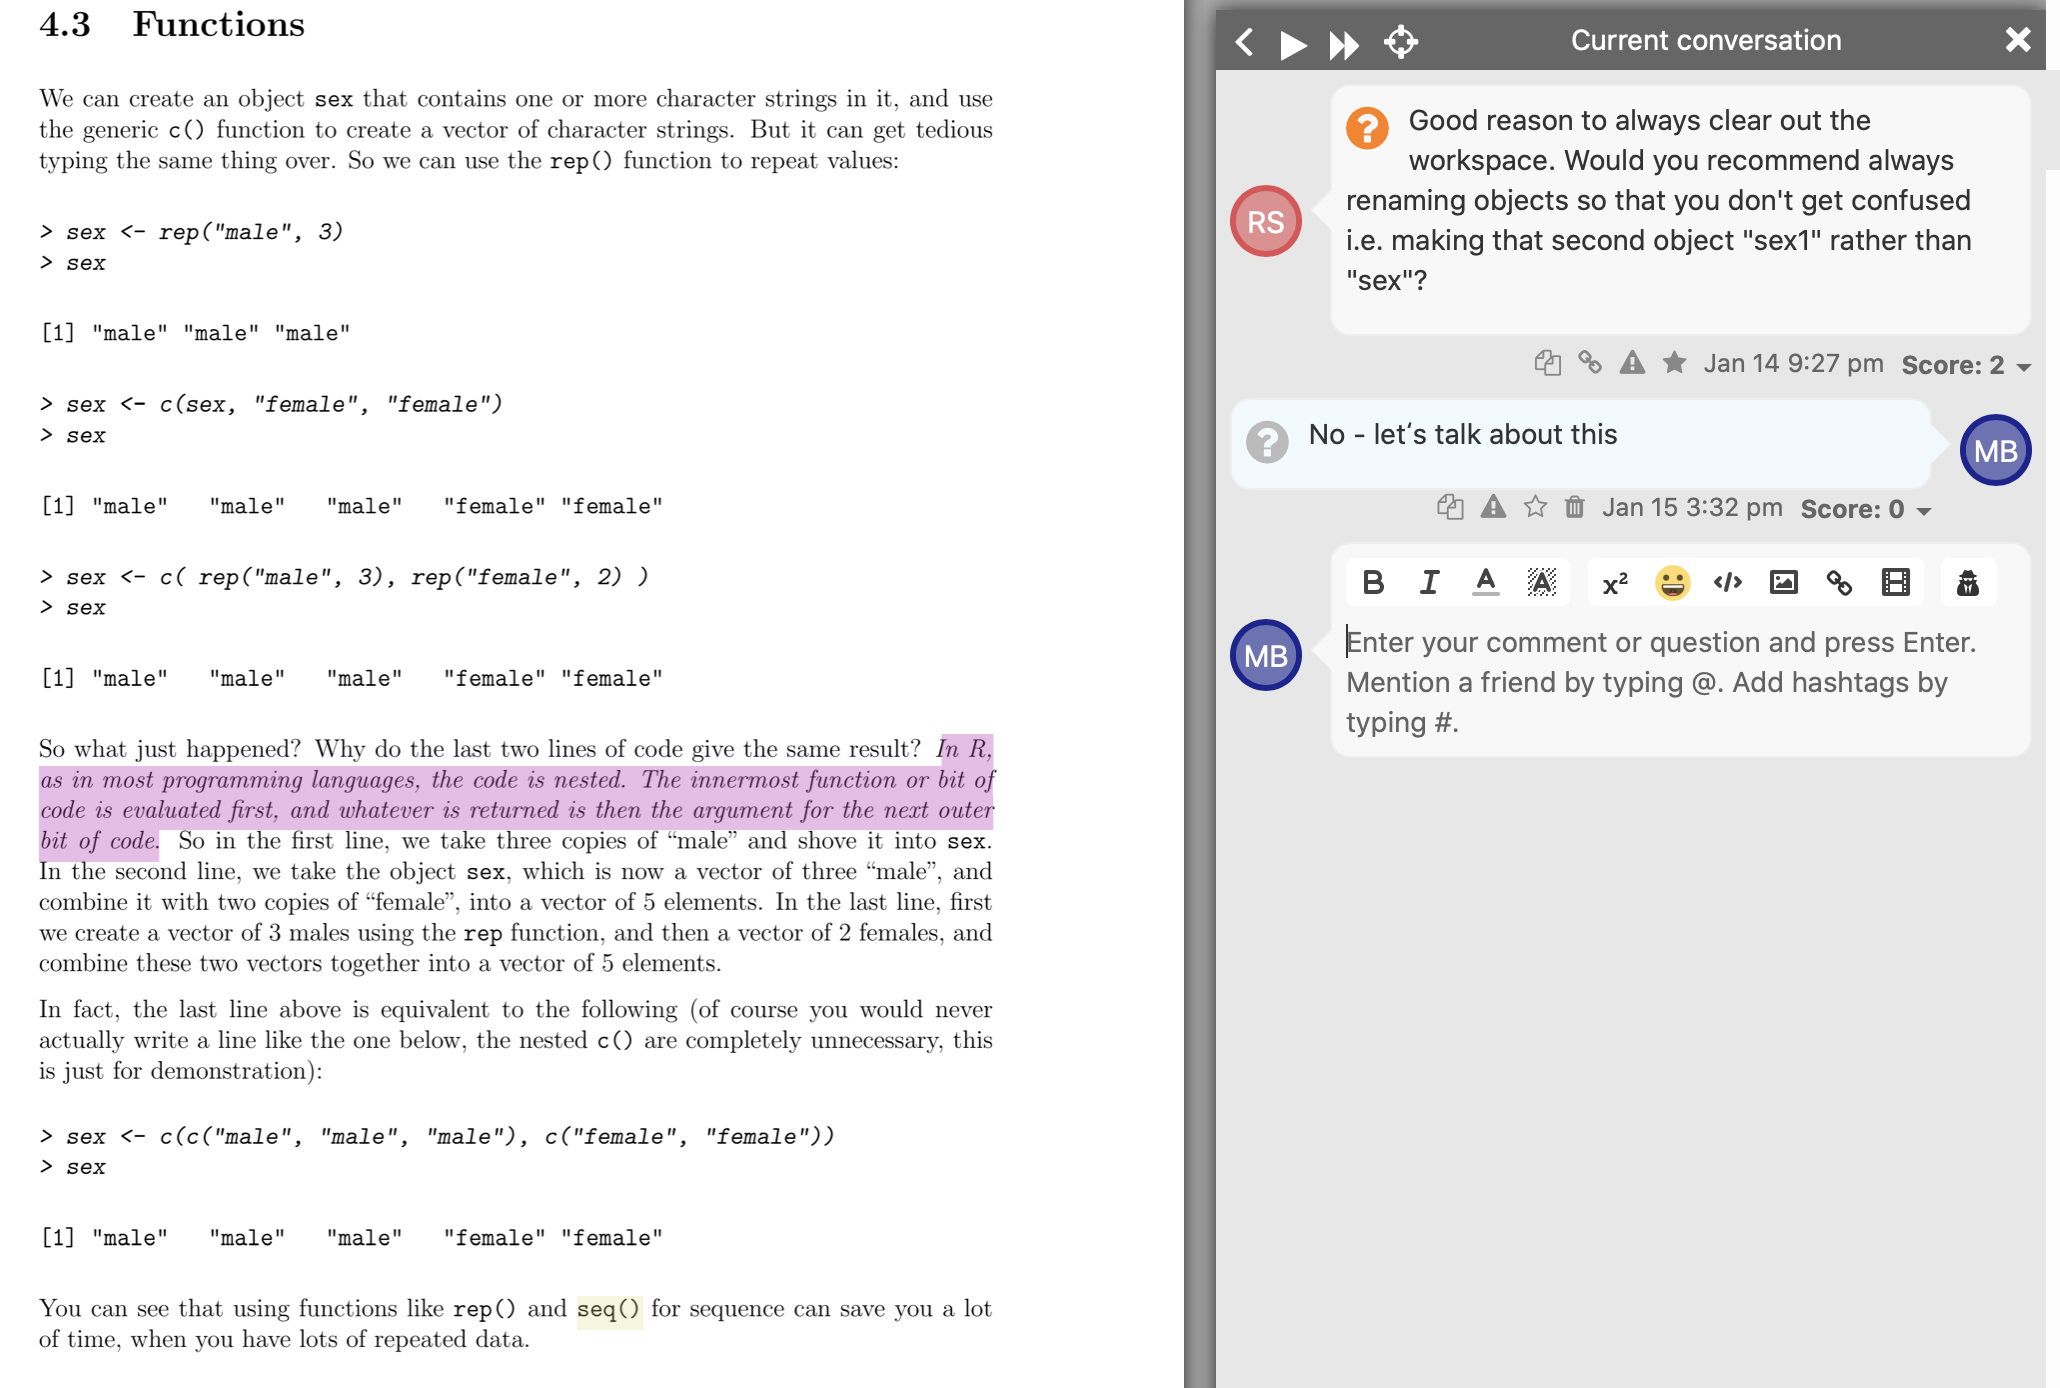 4.3 Functions
We can create an object sex that contains one or more character strings in it, and use
the generic c() function to create a vector of character strings. But it can get tedious
typing the same thing over. So we can use the rep() function to repeat values:
> sex <- rep("male", 3)
> sex
[1] "male" "male" "male"
> sex <- c(sex, "female", "female")
> sex
[1] "male"   "male"   "male"   "female" "female"
> sex <- c( rep("male", 3), rep("female", 2) )
> sex
[1] "male"   "male"   "male"   "female" "female"
So what just happened? Why do the last two lines of code give the same result? In R,
as in most programming languages, the code is nested. The innermost function or bit of
code is evaluated first, and whatever is returned is then the argument for the next outer
bit of code. So in the first line, we take three copies of “male” and shove it into sex.
In the second line, we take the object sex, which is now a vector of three “male”, and
combine it with two copies of “female”, into a vector of 5 elements. In the last line, first
we create a vector of 3 males using the rep function, and then a vector of 2 females, and
combine these two vectors together into a vector of 5 elements.
In fact, the last line above is equivalent to the following (of course you would never
actually write a line like the one below, the nested c() are completely unnecessary, this
is just for demonstration):
> sex <- c(c("male", "male", "male"), c("female", "female"))
> sex
[1] "male"   "male"   "male"   "female" "female"
You can see that using functions like rep() and seq() for sequence can save you a lot
of time, when you have lots of repeated data.
Current conversation
RS
Good reason to always clear out the
workspace. Would you recommend always
renaming objects so that you don't get confused
i.e. making that second object "sex1" rather than
"sex"?
Jan 14 9:27 pm Score: 2
No - let‘s talk about this
MB
Jan 15 3:32 pm Score: 0
B I A A x² </>
MB
Enter your comment or question and press Enter.
Mention a friend by typing @. Add hashtags by
typing #.